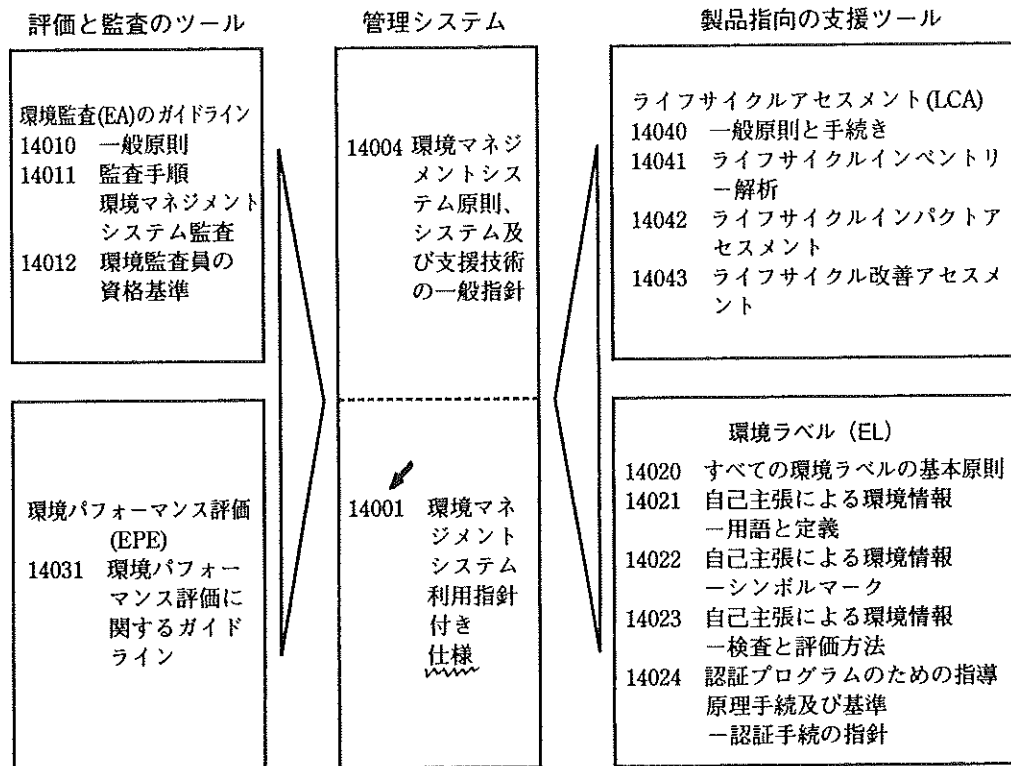 評価と監査のツール
環境監査(EA)のガイドライン
14010 一般原則
14011 監査手順
環境マネジメント
システム監査
14012 環境監査員の
資格基準
環境パフォーマンス評価
(EPE)
14031 環境パフォー
マンス評価に
関するガイド
ライン
管理システム
14004 環境マネジ
メントシス
テム原則、
システム及
び支援技術
の一般指針
14001 環境マネ
ジメント
システム
利用指針
付き
仕様
製品指向の支援ツール
ライフサイクルアセスメント(LCA)
14040 一般原則と手続き
14041 ライフサイクルインベントリ
ー解析
14042 ライフサイクルインパクトア
セスメント
14043 ライフサイクル改善アセスメ
ント
環境ラベル(EL)
14020 すべての環境ラベルの基本原則
14021 自己主張による環境情報
ー用語と定義
14022 自己主張による環境情報
ーシンボルマーク
14023 自己主張による環境情報
ー検査と評価方法
14024 認証プログラムのための指導
原理手続及び基準
ー認証手続の指針